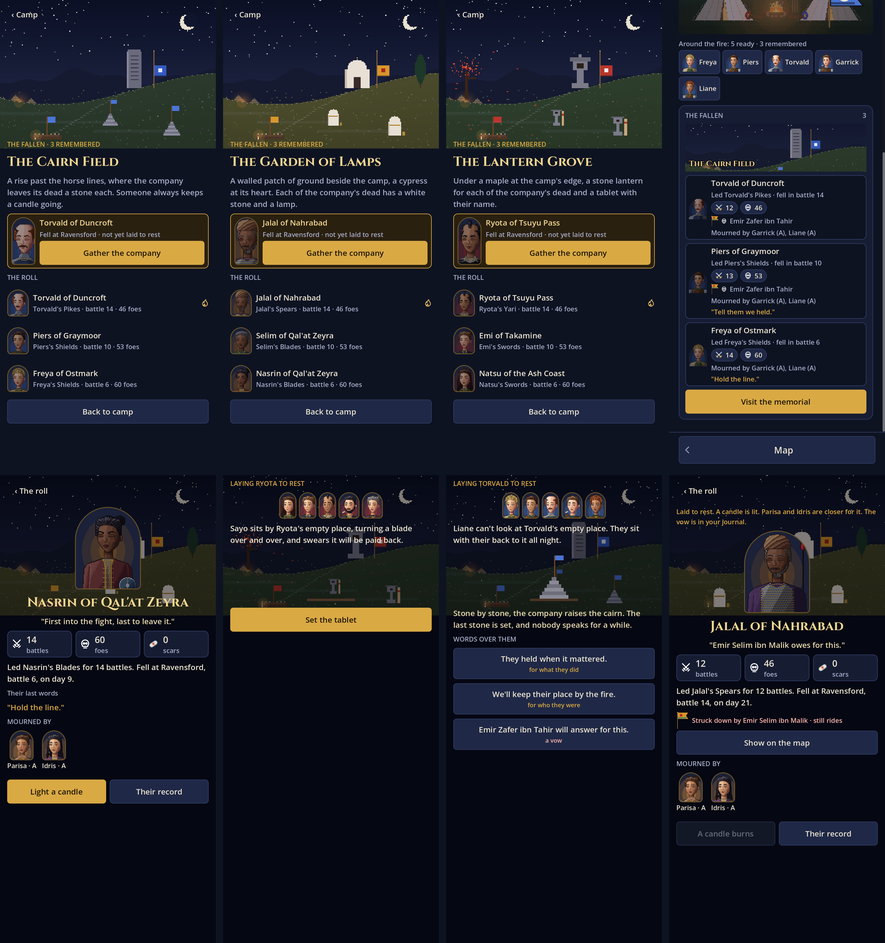 ‹ Camp
THE FALLEN · 3 REMEMBERED
THE CAIRN FIELD
A rise past the horse lines, where the company
leaves its dead a stone each. Someone always keeps
a candle going.
Torvald of Duncroft
Fell at Ravensford · not yet laid to rest
Gather the company
THE ROLL
Torvald of Duncroft
Torvald's Pikes · battle 14 · 46 foes
Piers of Graymoor
Piers's Shields · battle 10 · 53 foes
Freya of Ostmark
Freya's Shields · battle 6 · 60 foes
Back to camp
‹ Camp
THE FALLEN · 3 REMEMBERED
THE GARDEN OF LAMPS
A walled patch of ground beside the camp, a cypress
at its heart. Each of the company's dead has a white
stone and a lamp.
Jalal of Nahrabad
Fell at Ravensford · not yet laid to rest
Gather the company
THE ROLL
Jalal of Nahrabad
Jalal's Spears · battle 14 · 46 foes
Selim of Qal'at Zeyra
Selim's Blades · battle 10 · 53 foes
Nasrin of Qal'at Zeyra
Nasrin's Blades · battle 6 · 60 foes
Back to camp
‹ Camp
THE FALLEN · 3 REMEMBERED
THE LANTERN GROVE
Under a maple at the camp's edge, a stone lantern
for each of the company's dead and a tablet with
their name.
Ryota of Tsuyu Pass
Fell at Ravensford · not yet laid to rest
Gather the company
THE ROLL
Ryota of Tsuyu Pass
Ryota's Yari · battle 14 · 46 foes
Emi of Takamine
Emi's Swords · battle 10 · 53 foes
Natsu of the Ash Coast
Natsu's Swords · battle 6 · 60 foes
Back to camp
Around the fire: 5 ready · 3 remembered
Freya
Piers
Torvald
Garrick
Liane
THE FALLEN
3
THE CAIRN FIELD
Torvald of Duncroft
Led Torvald's Pikes · fell in battle 14
12
46
Emir Zafer ibn Tahir
Mourned by Garrick (A), Liane (A)
Piers of Graymoor
Led Piers's Shields · fell in battle 10
13
53
Emir Zafer ibn Tahir
Mourned by Garrick (A), Liane (A)
"Tell them we held."
Freya of Ostmark
Led Freya's Shields · fell in battle 6
14
60
Mourned by Garrick (A), Liane (A)
"Hold the line."
Visit the memorial
Map
‹ The roll
NASRIN OF QAL'AT ZEYRA
"First into the fight, last to leave it."
14
battles
60
foes
0
scars
Led Nasrin's Blades for 14 battles. Fell at Ravensford,
battle 6, on day 9.
Their last words
"Hold the line."
MOURNED BY
Parisa · A
Idris · A
Light a candle
Their record
LAYING RYOTA TO REST
Sayo sits by Ryota's empty place, turning a blade
over and over, and swears it will be paid back.
Set the tablet
LAYING TORVALD TO REST
Liane can't look at Torvald's empty place. They sit
with their back to it all night.
Stone by stone, the company raises the cairn. The
last stone is set, and nobody speaks for a while.
WORDS OVER THEM
They held when it mattered.
for what they did
We'll keep their place by the fire.
for who they were
Emir Zafer ibn Tahir will answer for this.
a vow
‹ The roll
Laid to rest. A candle is lit. Parisa and Idris are closer for it. The
vow is in your Journal.
JALAL OF NAHRABAD
"Emir Selim ibn Malik owes for this."
12
battles
46
foes
0
scars
Led Jalal's Spears for 12 battles. Fell at Ravensford,
battle 14, on day 21.
Struck down by Emir Selim ibn Malik · still rides
Show on the map
MOURNED BY
Parisa · A
Idris · A
A candle burns
Their record